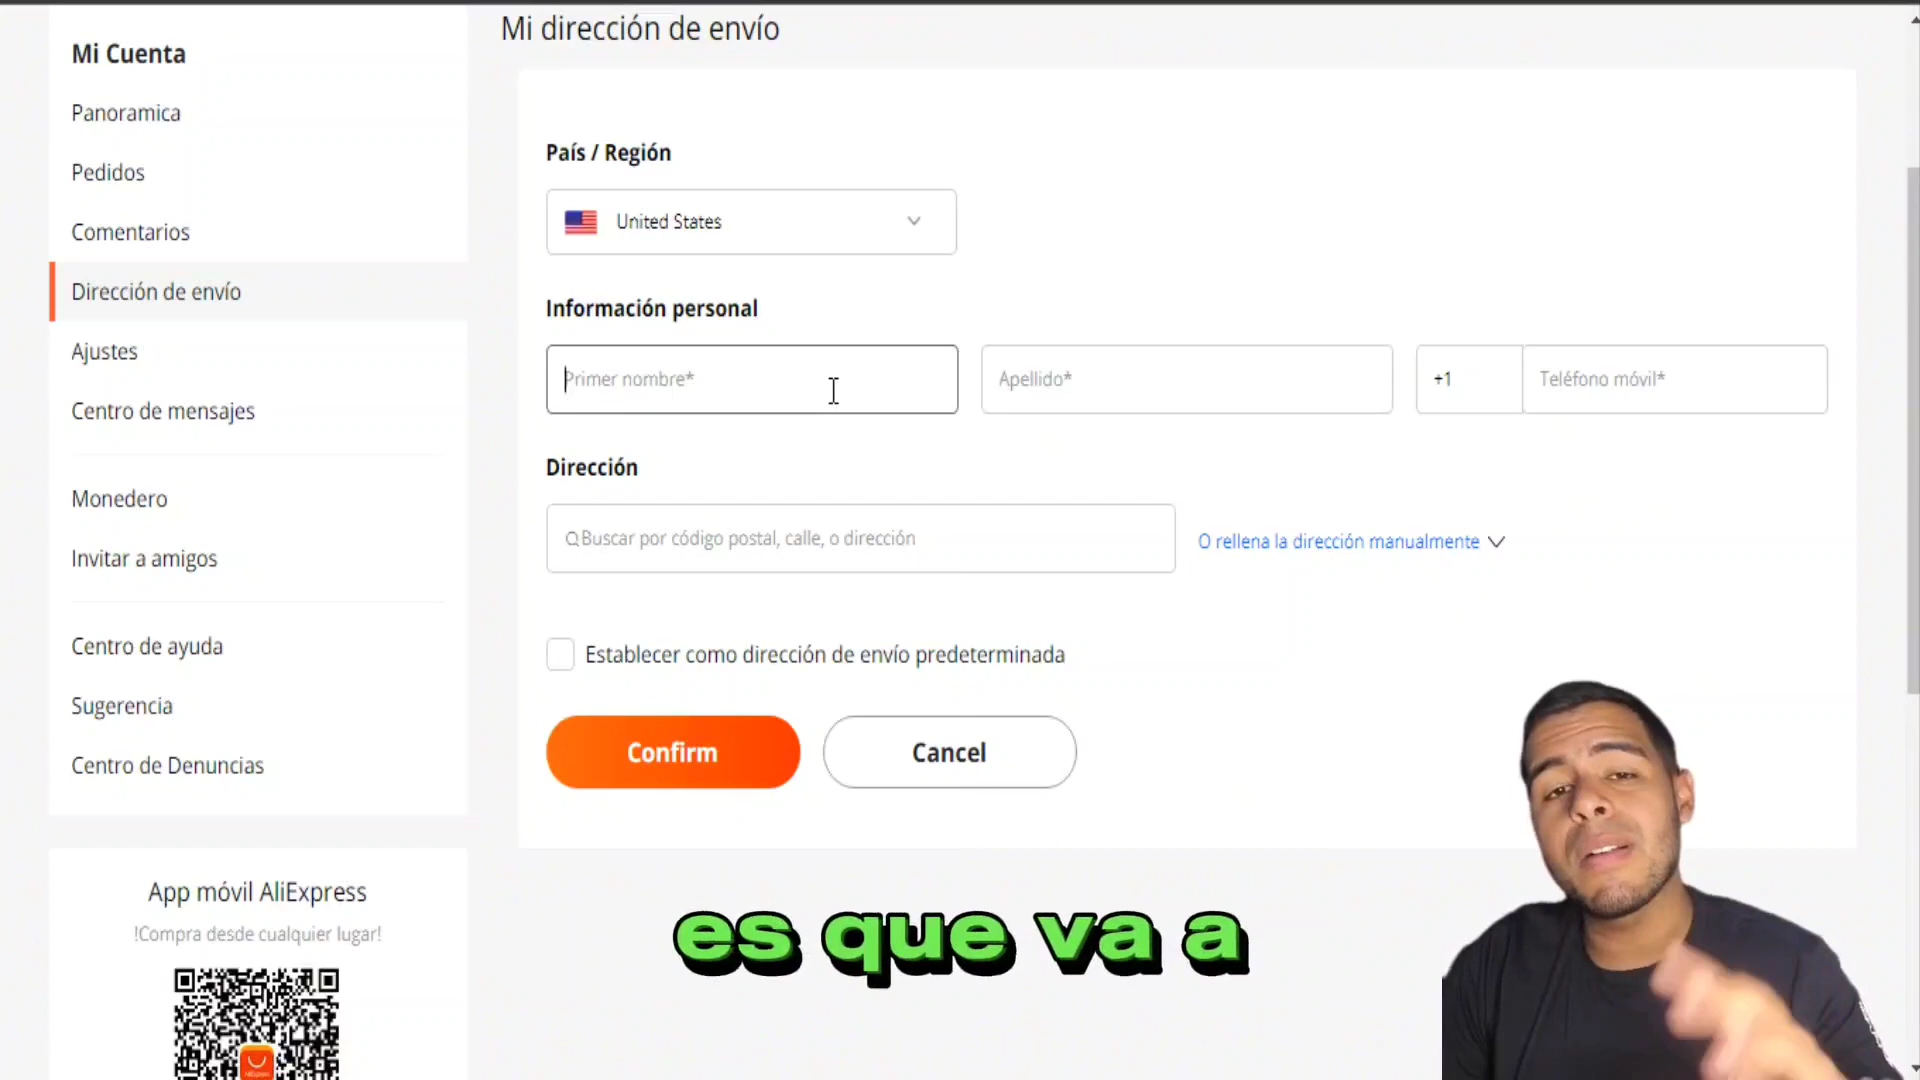 Mi Cuenta
Panoramica
Pedidos
Comentarios
Dirección de envío
Ajustes
Centro de mensajes
Monedero
Invitar a amigos
Centro de ayuda
Sugerencia
Centro de Denuncias
App móvil AliExpress
!Compra desde cualquier lugar!
Mi dirección de envío
País / Región
United States
Información personal
Primer nombre*
Apellido*
+1
Teléfono móvil*
Dirección
Buscar por código postal, calle, o dirección
O rellena la dirección manualmente
Establecer como dirección de envío predeterminada
Confirm
Cancel
es que va a